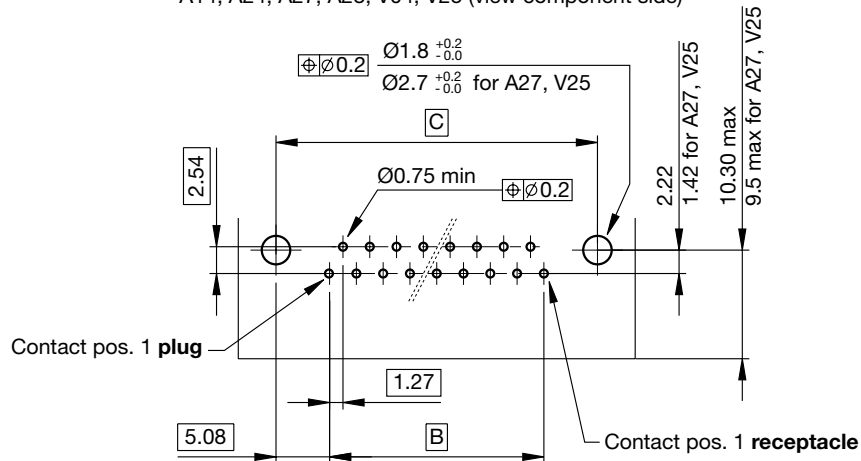 A14, A24, A27, A28, V04, V25 (view component side)
⌖ Ø0.2
Ø1.8 +0.2 -0.0
Ø2.7 +0.2 -0.0 for A27, V25
C
2.54
Ø0.75 min
⌖ Ø0.2
2.22
1.42 for A27, V25
10.30 max
9.5 max for A27, V25
Contact pos. 1 plug
1.27
5.08
B
Contact pos. 1 receptacle